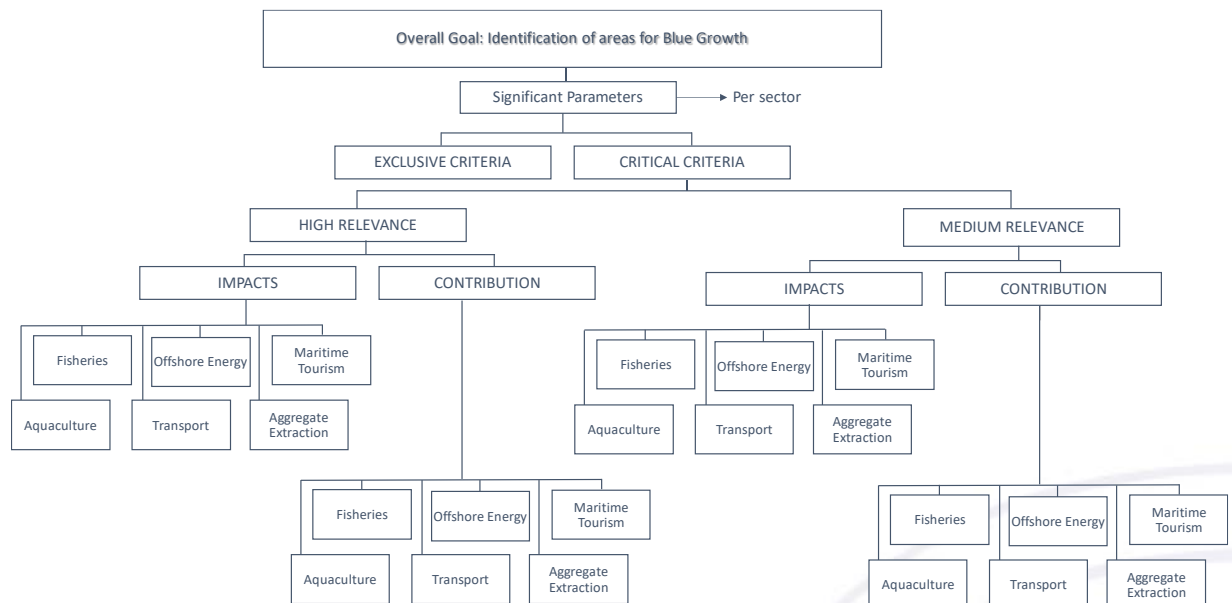 Overall Goal: Identification of areas for Blue Growth
Significant Parameters
Per sector
EXCLUSIVE CRITERIA
CRITICAL CRITERIA
HIGH RELEVANCE
MEDIUM RELEVANCE
IMPACTS
CONTRIBUTION
IMPACTS
CONTRIBUTION
Fisheries
Offshore Energy
Maritime
Tourism
Aquaculture
Transport
Aggregate
Extraction
Fisheries
Offshore Energy
Maritime
Tourism
Aquaculture
Transport
Aggregate
Extraction
Fisheries
Offshore Energy
Maritime
Tourism
Aquaculture
Transport
Aggregate
Extraction
Fisheries
Offshore Energy
Maritime
Tourism
Aquaculture
Transport
Aggregate
Extraction